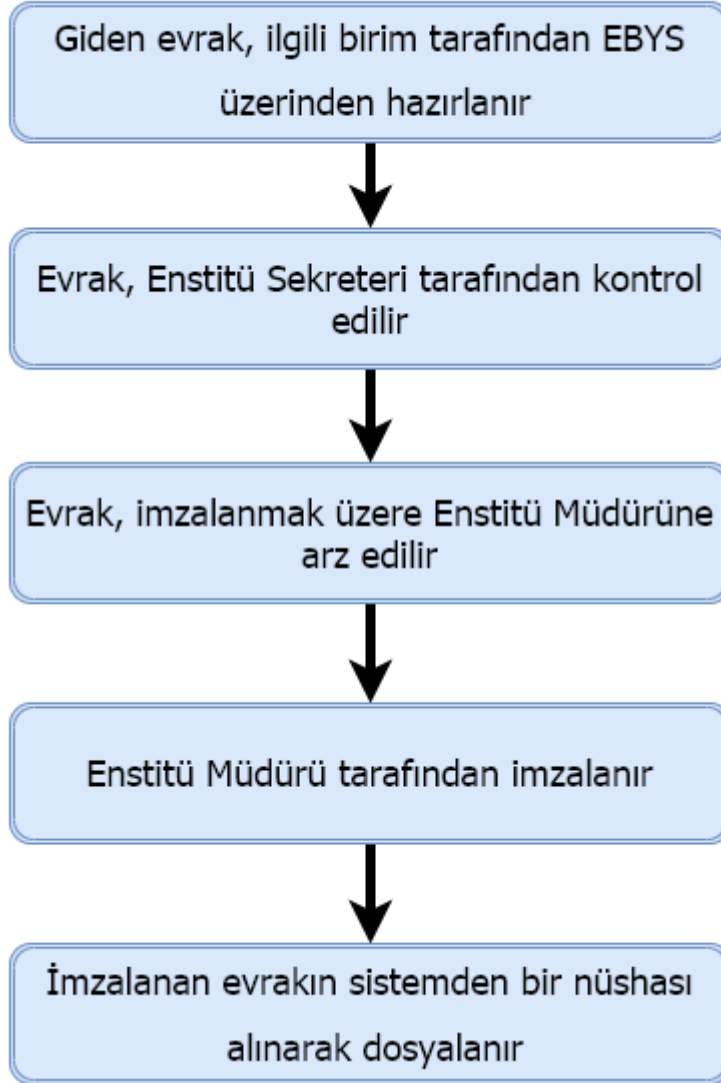 Giden evrak, ilgili birim tarafından EBYS
üzerinden hazırlanır
Evrak, Enstitü Sekreteri tarafından kontrol
edilir
Evrak, imzalanmak üzere Enstitü Müdürüne
arz edilir
Enstitü Müdürü tarafından imzalanır
İmzalanan evrakın sistemden bir nüshası
alınarak dosyalanır